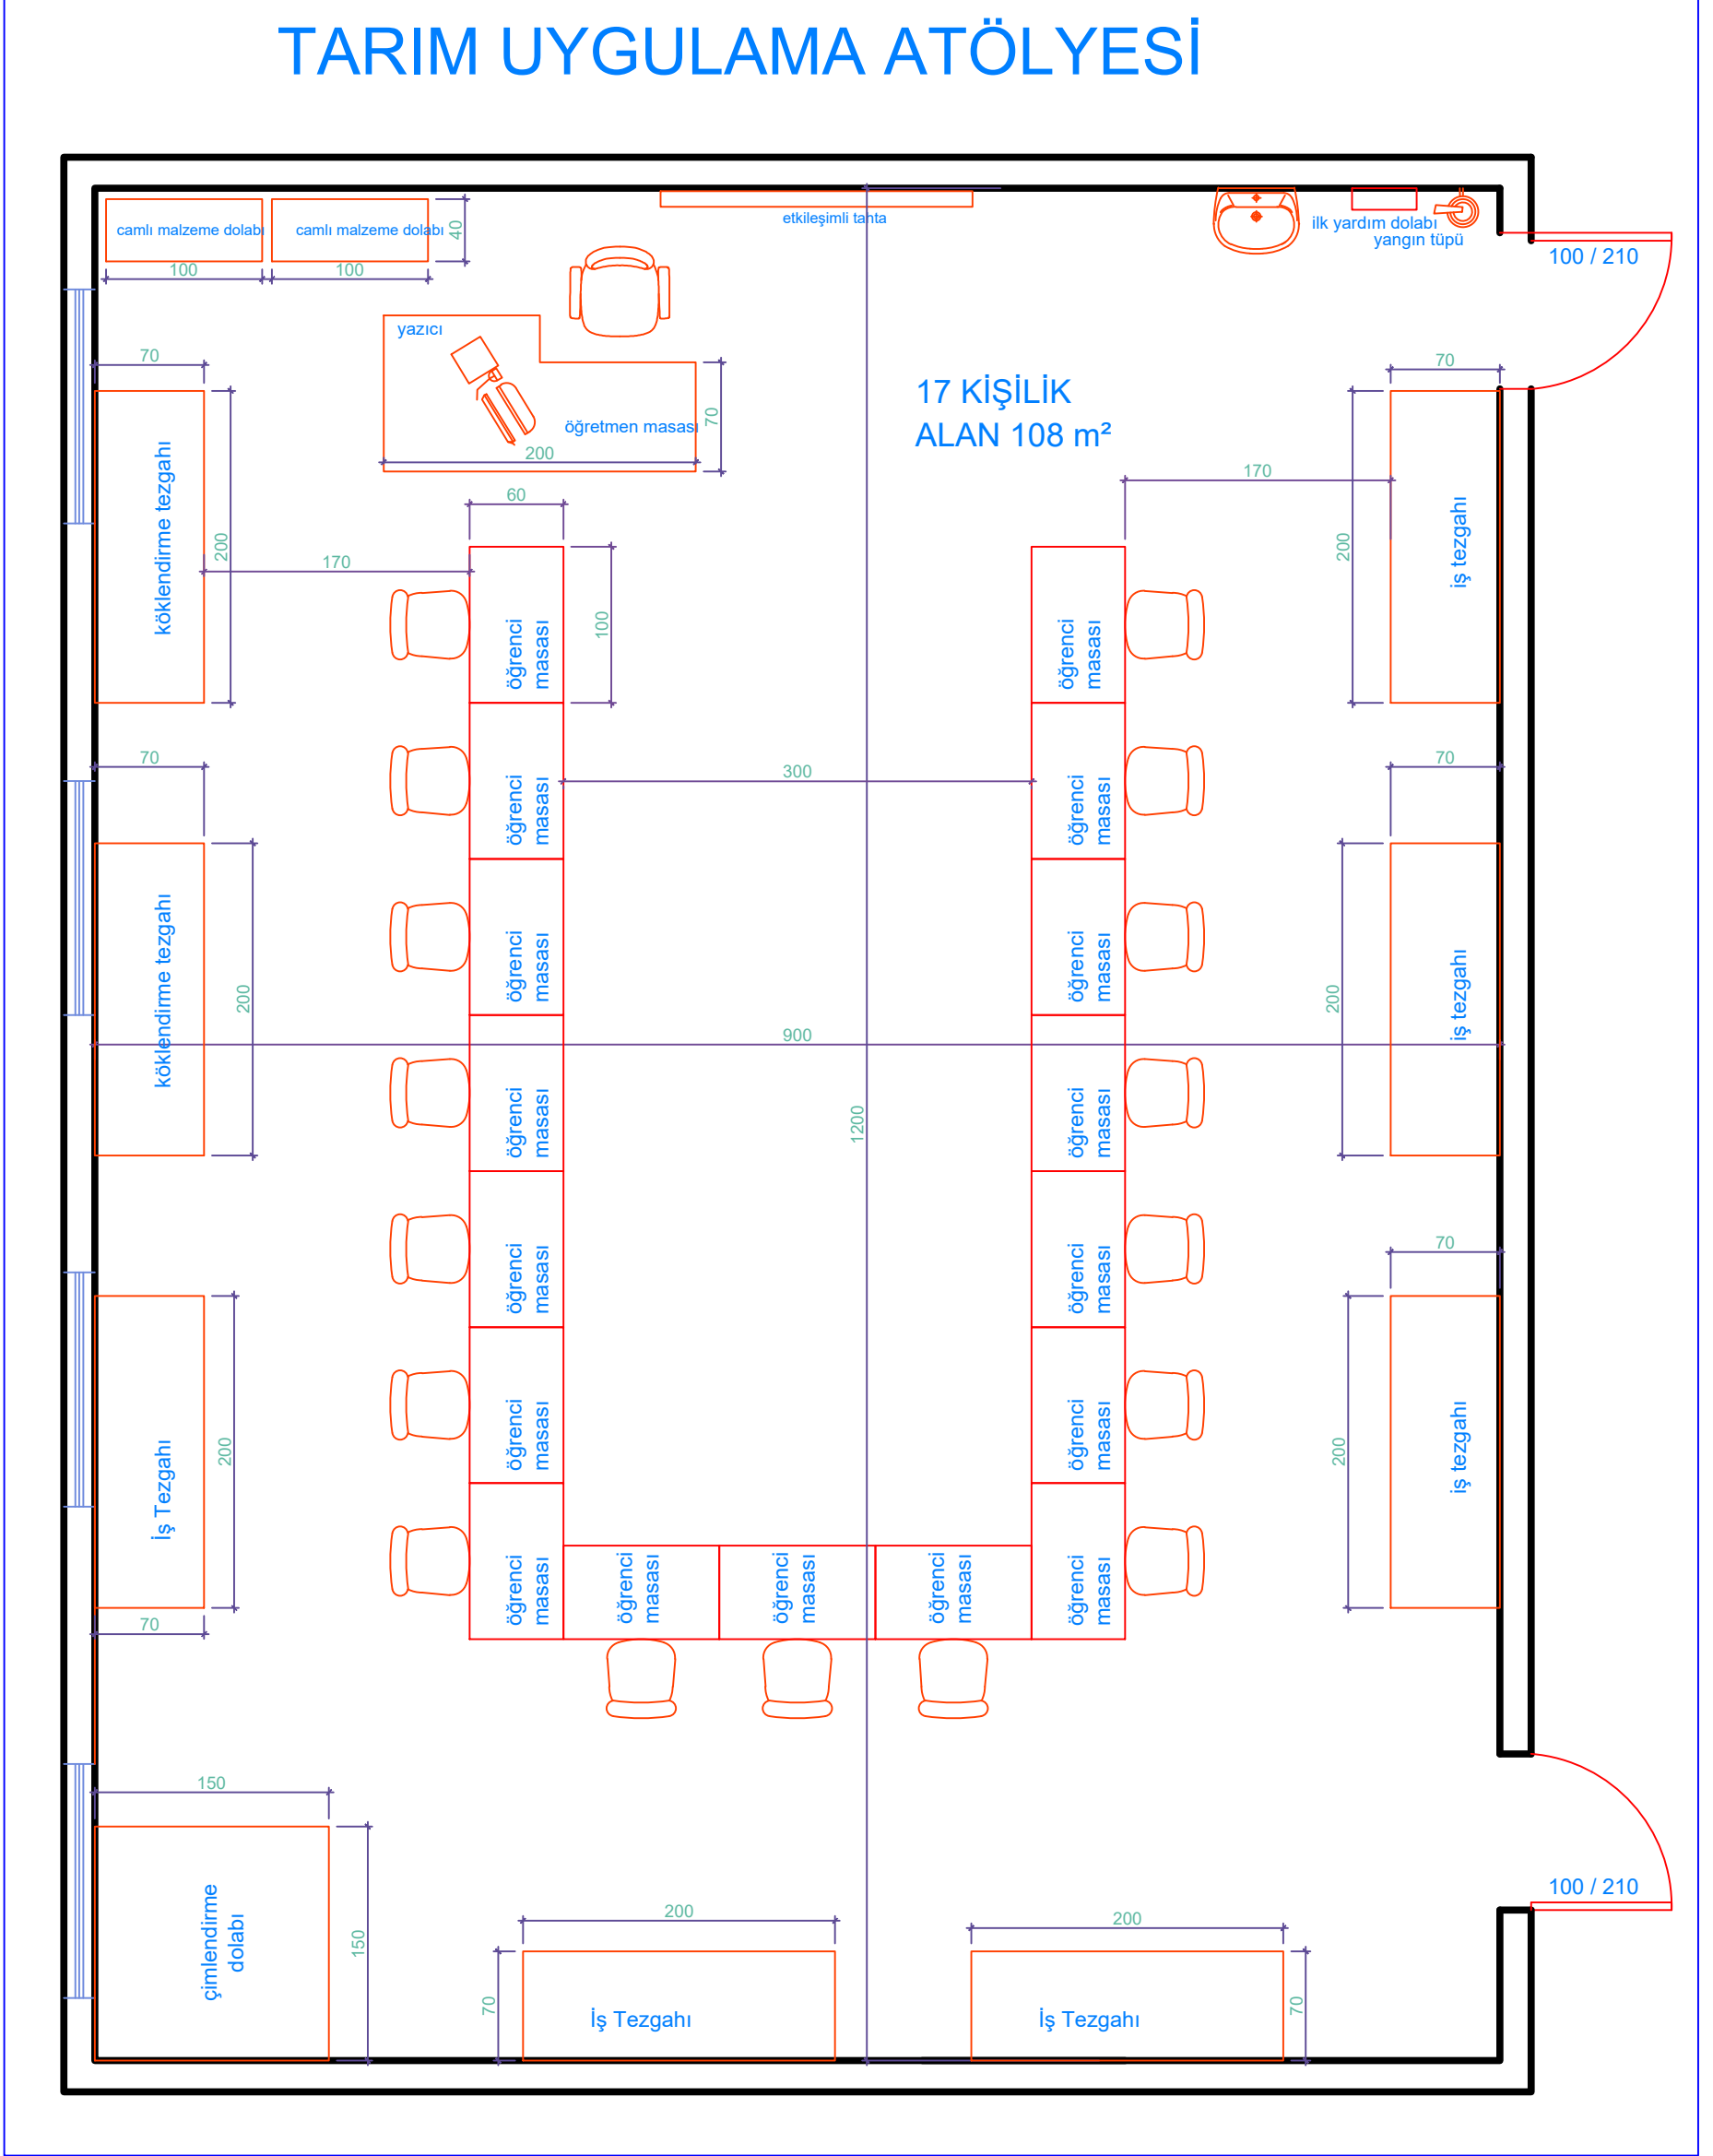 TARIM UYGULAMA ATÖLYESİ
camlı malzeme dolabı
camlı malzeme dolabı
40
100
100
etkileşimli tahta
ilk yardım dolabı
yangın tüpü
100 / 210
yazıcı
öğretmen masası
70
200
17 KİŞİLİK
ALAN 108 m²
70
köklendirme tezgahı
200
170
60
100
170
70
200
iş tezgahı
öğrenci
masası
öğrenci
masası
öğrenci
masası
öğrenci
masası
300
70
köklendirme tezgahı
200
70
200
iş tezgahı
öğrenci
masası
öğrenci
masası
900
1200
öğrenci
masası
öğrenci
masası
öğrenci
masası
öğrenci
masası
70
İş Tezgahı
200
70
200
iş tezgahı
öğrenci
masası
öğrenci
masası
öğrenci
masası
öğrenci
masası
öğrenci
masası
öğrenci
masası
öğrenci
masası
150
150
çimlendirme
dolabı
100 / 210
200
70
İş Tezgahı
200
70
İş Tezgahı